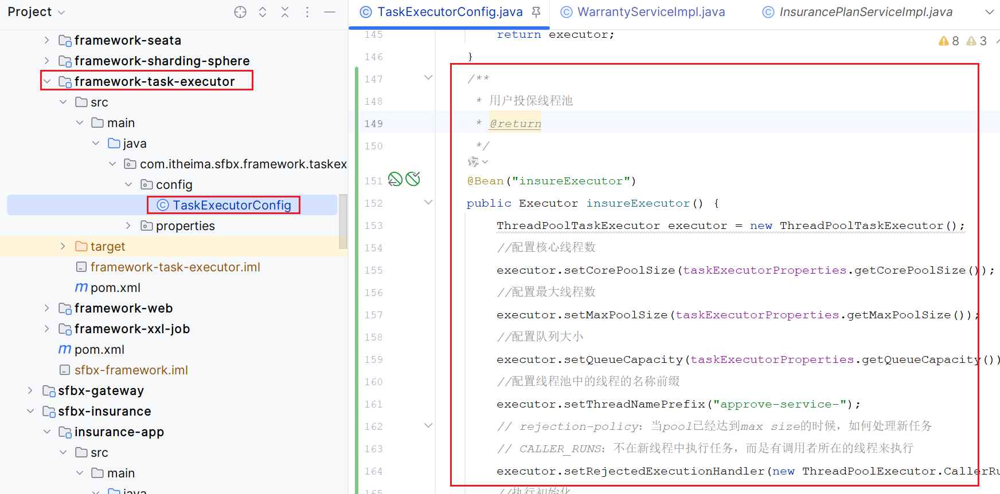 Project
framework-seata
framework-sharding-sphere
framework-task-executor
src
main
java
com.itheima.sfbx.framework.taskex
config
TaskExecutorConfig
properties
target
framework-task-executor.iml
pom.xml
framework-web
framework-xxl-job
pom.xml
sfbx-framework.iml
sfbx-gateway
sfbx-insurance
insurance-app
src
main
java
TaskExecutorConfig.java WarrantyServiceImpl.java InsurancePlanServiceImpl.java
8 3
145 return executor;
146 }
147 /**
148 * 用户投保线程池
149 * @return
150 */
151 @Bean("insureExecutor")
152 public Executor insureExecutor() {
153 ThreadPoolTaskExecutor executor = new ThreadPoolTaskExecutor();
154 //配置核心线程数
155 executor.setCorePoolSize(taskExecutorProperties.getCorePoolSize());
156 //配置最大线程数
157 executor.setMaxPoolSize(taskExecutorProperties.getMaxPoolSize());
158 //配置队列大小
159 executor.setQueueCapacity(taskExecutorProperties.getQueueCapacity())
160 //配置线程池中的线程的名称前缀
161 executor.setThreadNamePrefix("approve-service-");
162 // rejection-policy：当pool已经达到max size的时候，如何处理新任务
163 // CALLER_RUNS：不在新线程中执行任务，而是有调用者所在的线程来执行
164 executor.setRejectedExecutionHandler(new ThreadPoolExecutor.CallerRu
165 //执行初始化